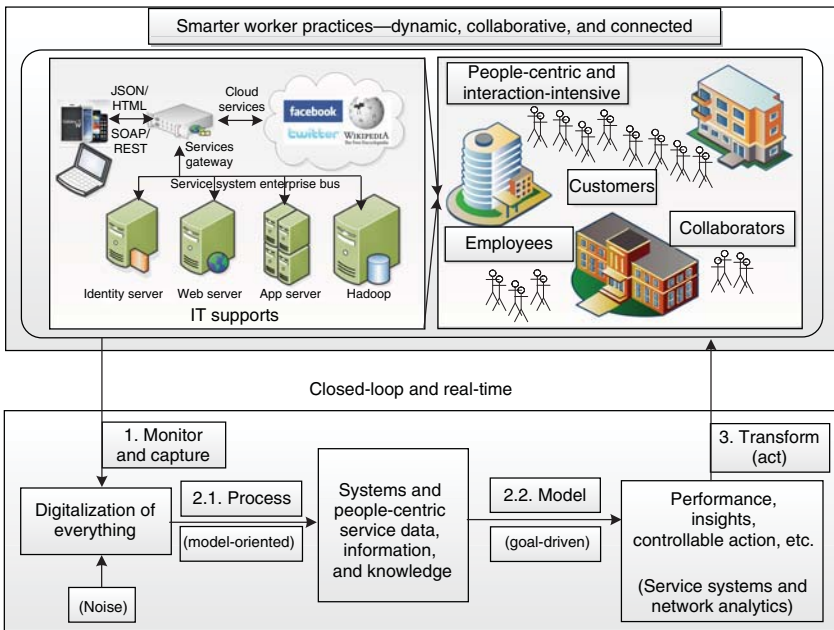 Smarter worker practices—dynamic, collaborative, and connected
JSON/
HTML
SOAP/
REST
Cloud
services
Services
gateway
facebook
twitter
WIKIPEDIA
The Free Encyclopedia
Service system enterprise bus
Identity server
Web server
App server
Hadoop
IT supports
People-centric and
interaction-intensive
Customers
Employees
Collaborators
Closed-loop and real-time
1. Monitor
and capture
3. Transform
(act)
Digitalization of
everything
2.1. Process
(model-oriented)
Systems and
people-centric
service data,
information,
and knowledge
2.2. Model
(goal-driven)
Performance,
insights,
controllable action, etc.
(Service systems and
network analytics)
(Noise)